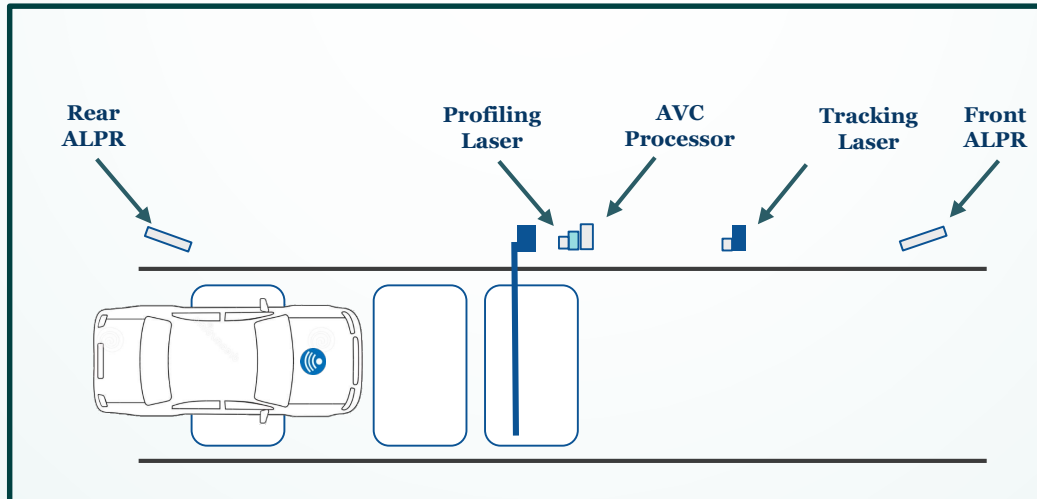 Rear
ALPR
Profiling
Laser
AVC
Processor
Tracking
Laser
Front
ALPR